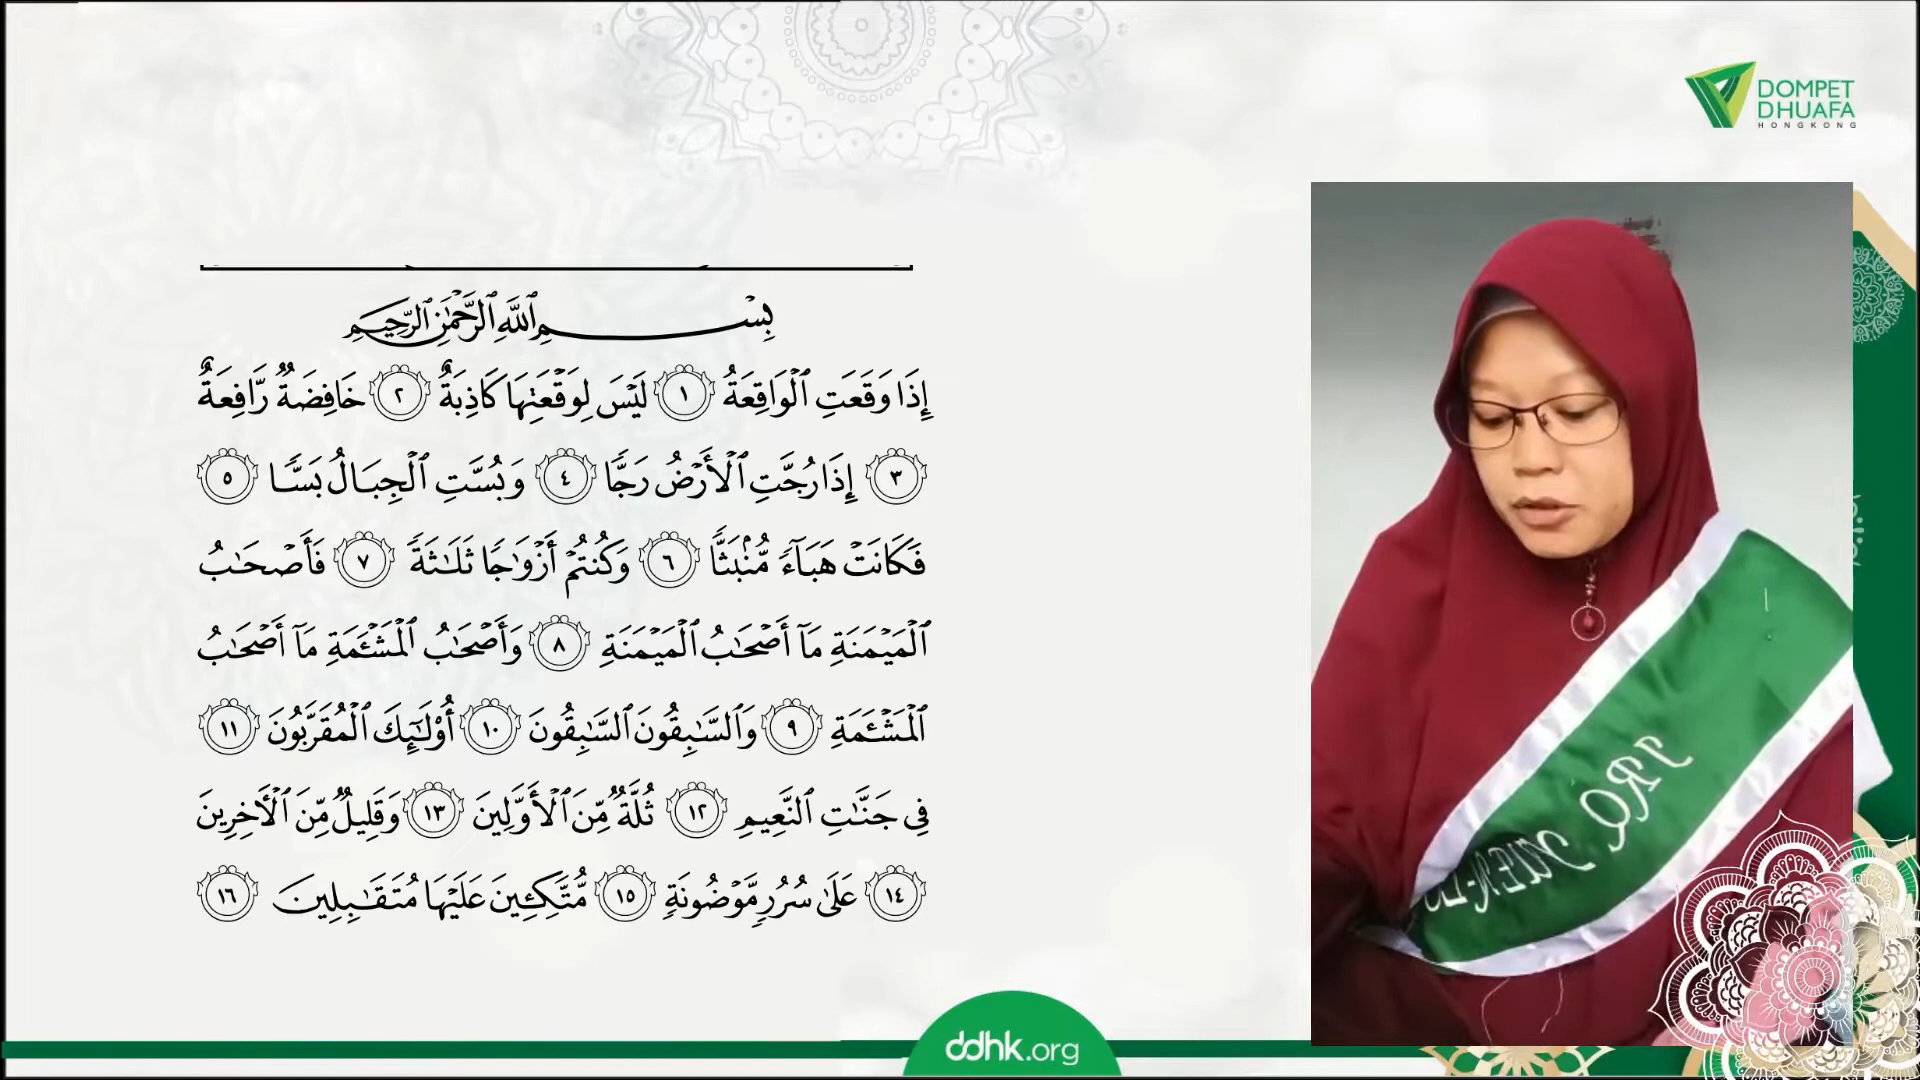 DOMPET
DHUAFA
HONGKONG
بِسْمِ ٱللَّهِ ٱلرَّحْمَٰنِ ٱلرَّحِيمِ
إِذَا وَقَعَتِ ٱلْوَاقِعَةُ ١ لَيْسَ لِوَقْعَتِهَا كَاذِبَةٌ ٢ خَافِضَةٌ رَّافِعَةٌ
٣ إِذَا رُجَّتِ ٱلْأَرْضُ رَجًّا ٤ وَبُسَّتِ ٱلْجِبَالُ بَسًّا ٥
فَكَانَتْ هَبَآءً مُّنۢبَثًّا ٦ وَكُنتُمْ أَزْوَٰجًا ثَلَٰثَةً ٧ فَأَصْحَٰبُ
ٱلْمَيْمَنَةِ مَآ أَصْحَٰبُ ٱلْمَيْمَنَةِ ٨ وَأَصْحَٰبُ ٱلْمَشْـَٔمَةِ مَآ أَصْحَٰبُ
ٱلْمَشْـَٔمَةِ ٩ وَٱلسَّٰبِقُونَ ٱلسَّٰبِقُونَ ١٠ أُو۟لَٰٓئِكَ ٱلْمُقَرَّبُونَ ١١
فِى جَنَّٰتِ ٱلنَّعِيمِ ١٢ ثُلَّةٌ مِّنَ ٱلْأَوَّلِينَ ١٣ وَقَلِيلٌ مِّنَ ٱلْـَٔاخِرِينَ
١٤ عَلَىٰ سُرُرٍ مَّوْضُونَةٍ ١٥ مُّتَّكِـِٔينَ عَلَيْهَا مُتَقَٰبِلِينَ ١٦
ddhk.org